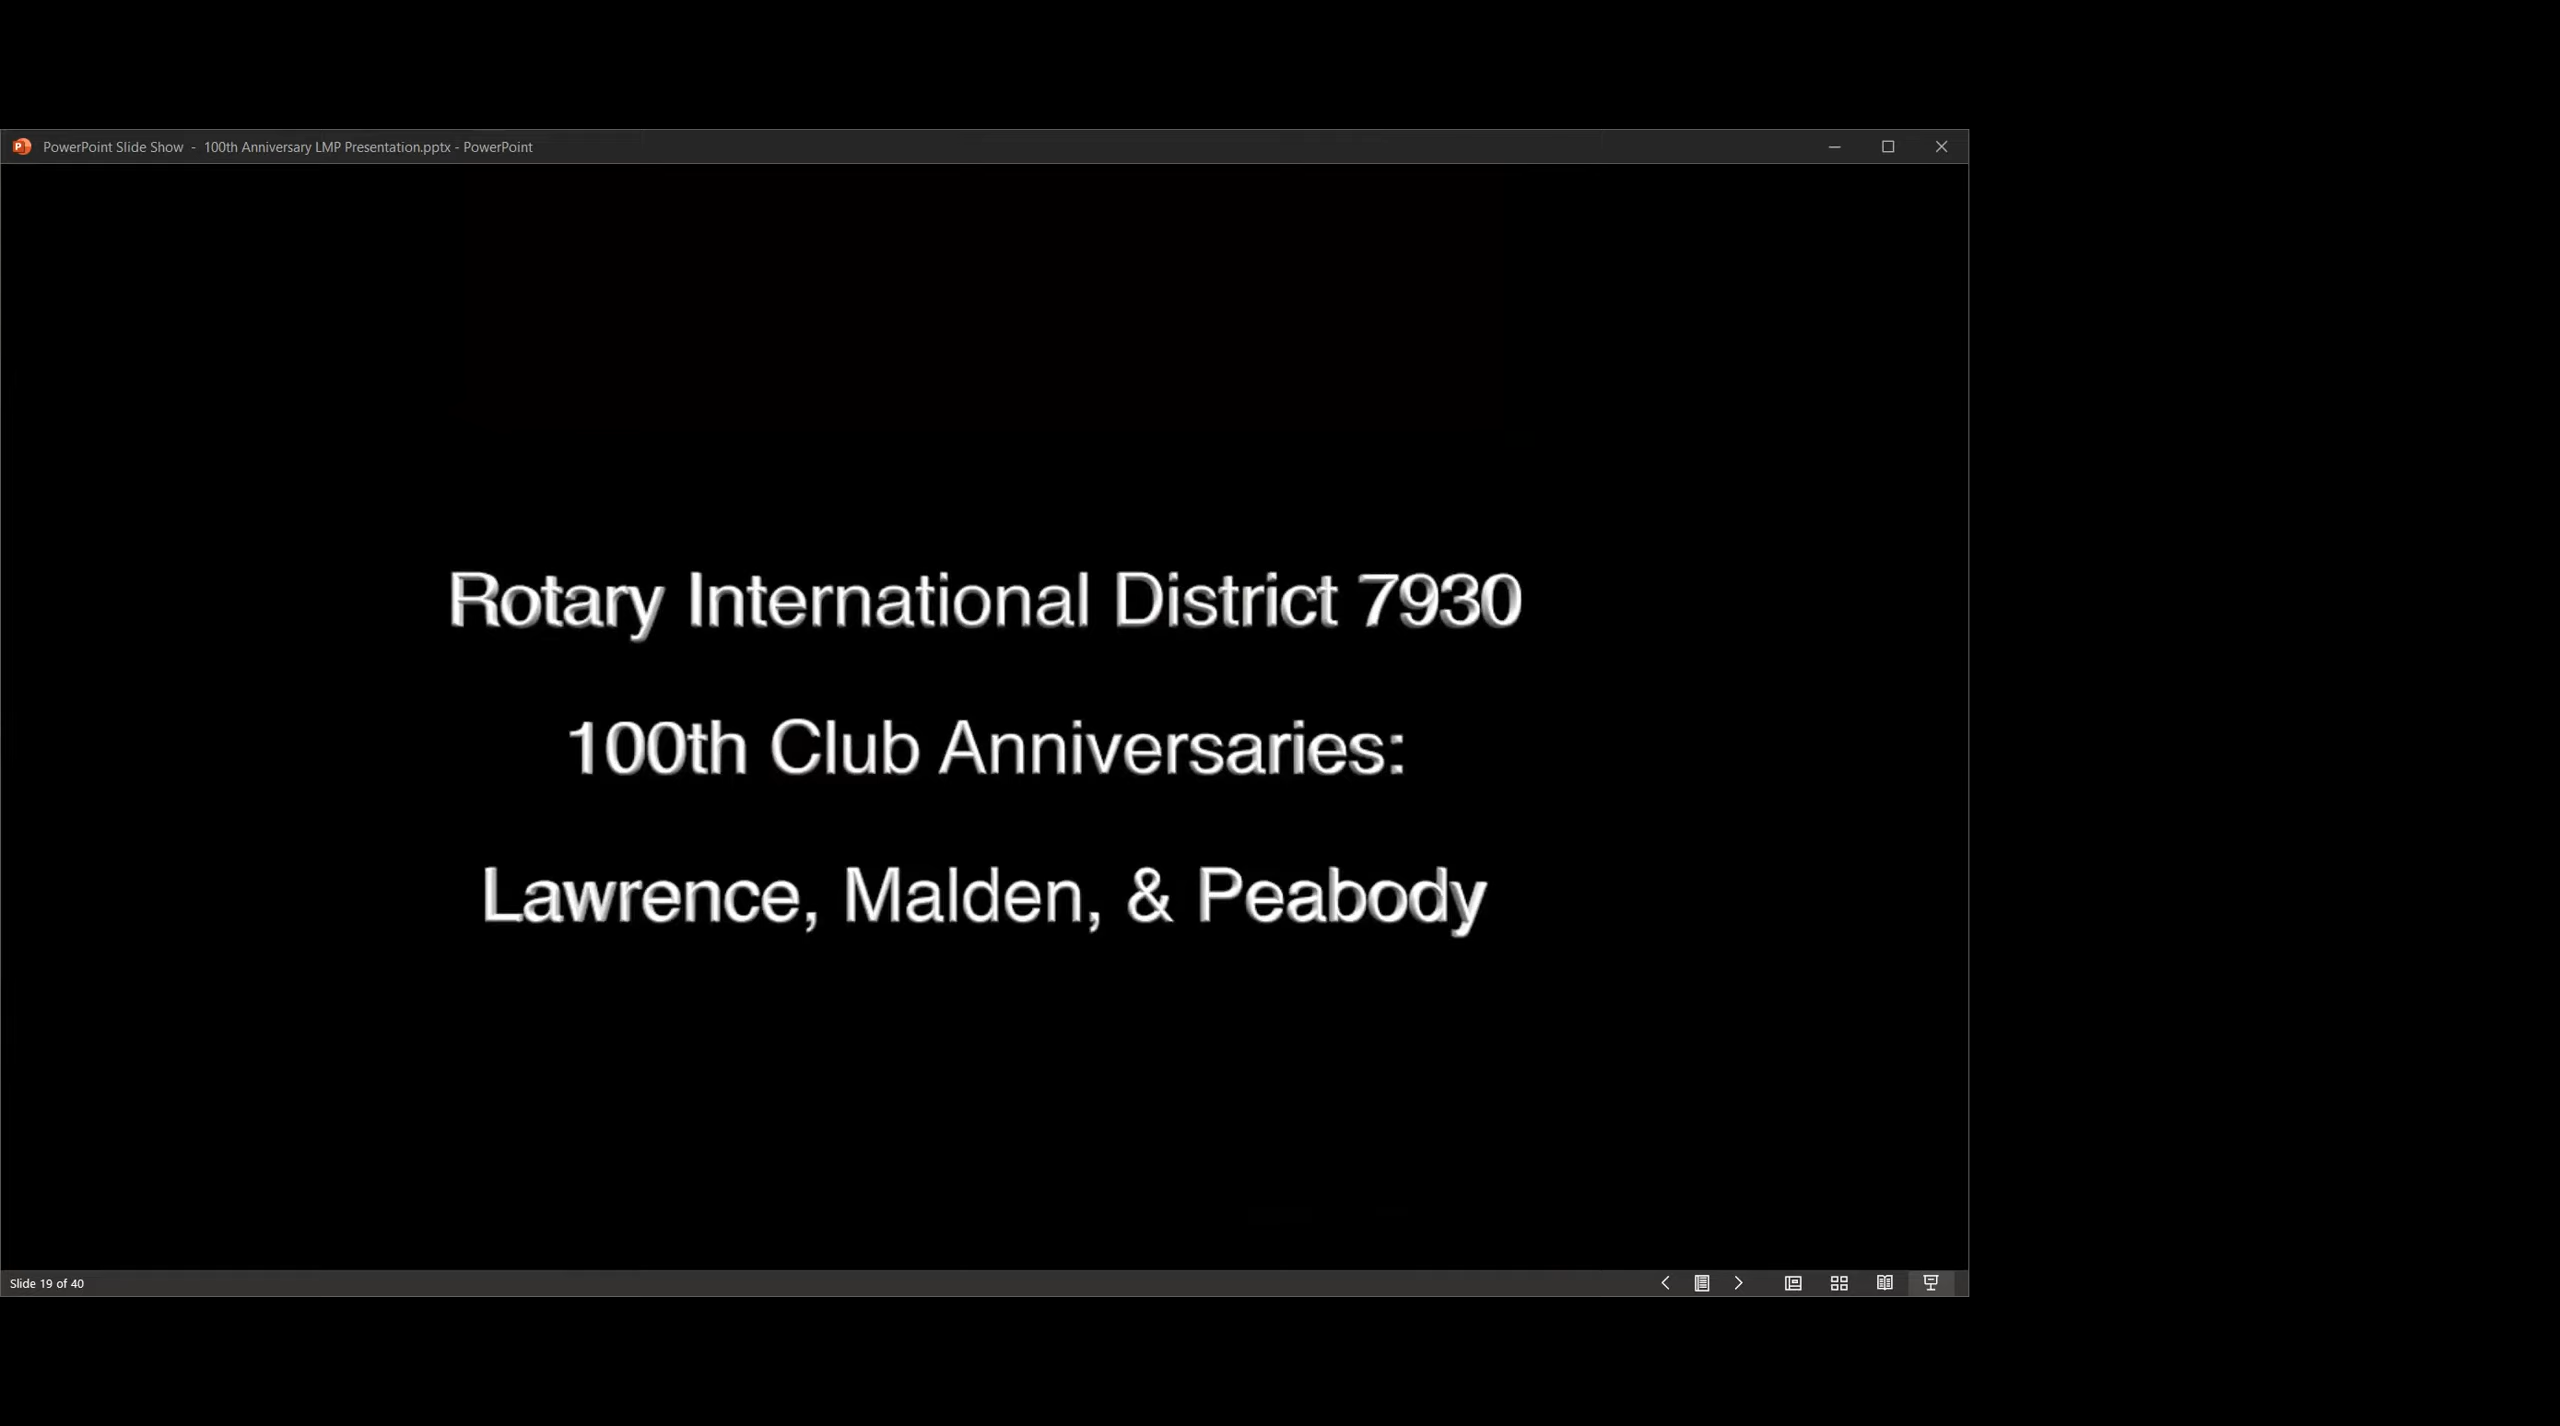 PowerPoint Slide Show - 100th Anniversary LMP Presentation.pptx - PowerPoint
Rotary International District 7930
100th Club Anniversaries:
Lawrence, Malden, & Peabody
Slide 19 of 40